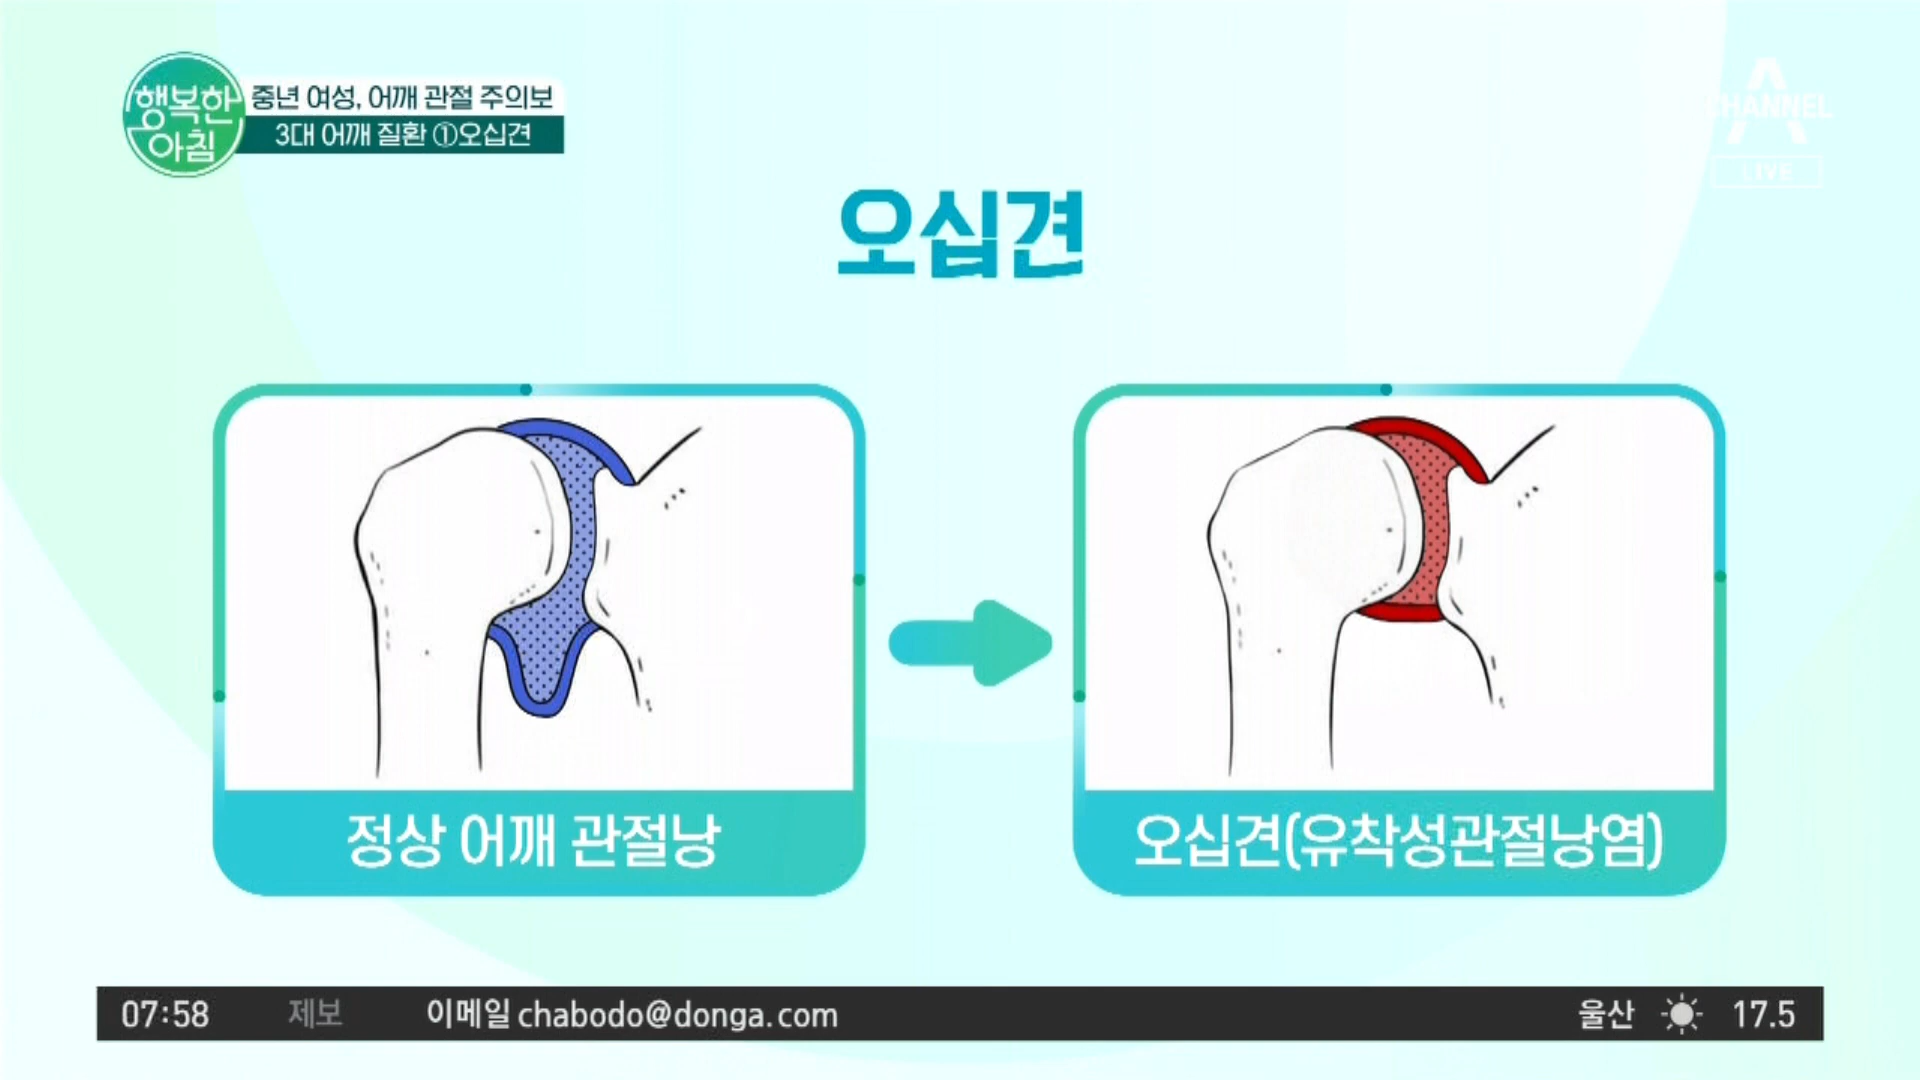 행복한
아침
중년 여성, 어깨 관절 주의보
3대 어깨 질환 ①오십견
CHANNEL A
LIVE
오십견
정상 어깨 관절낭
오십견(유착성관절낭염)
07:58 제보 이메일 chabodo@donga.com 울산 17.5